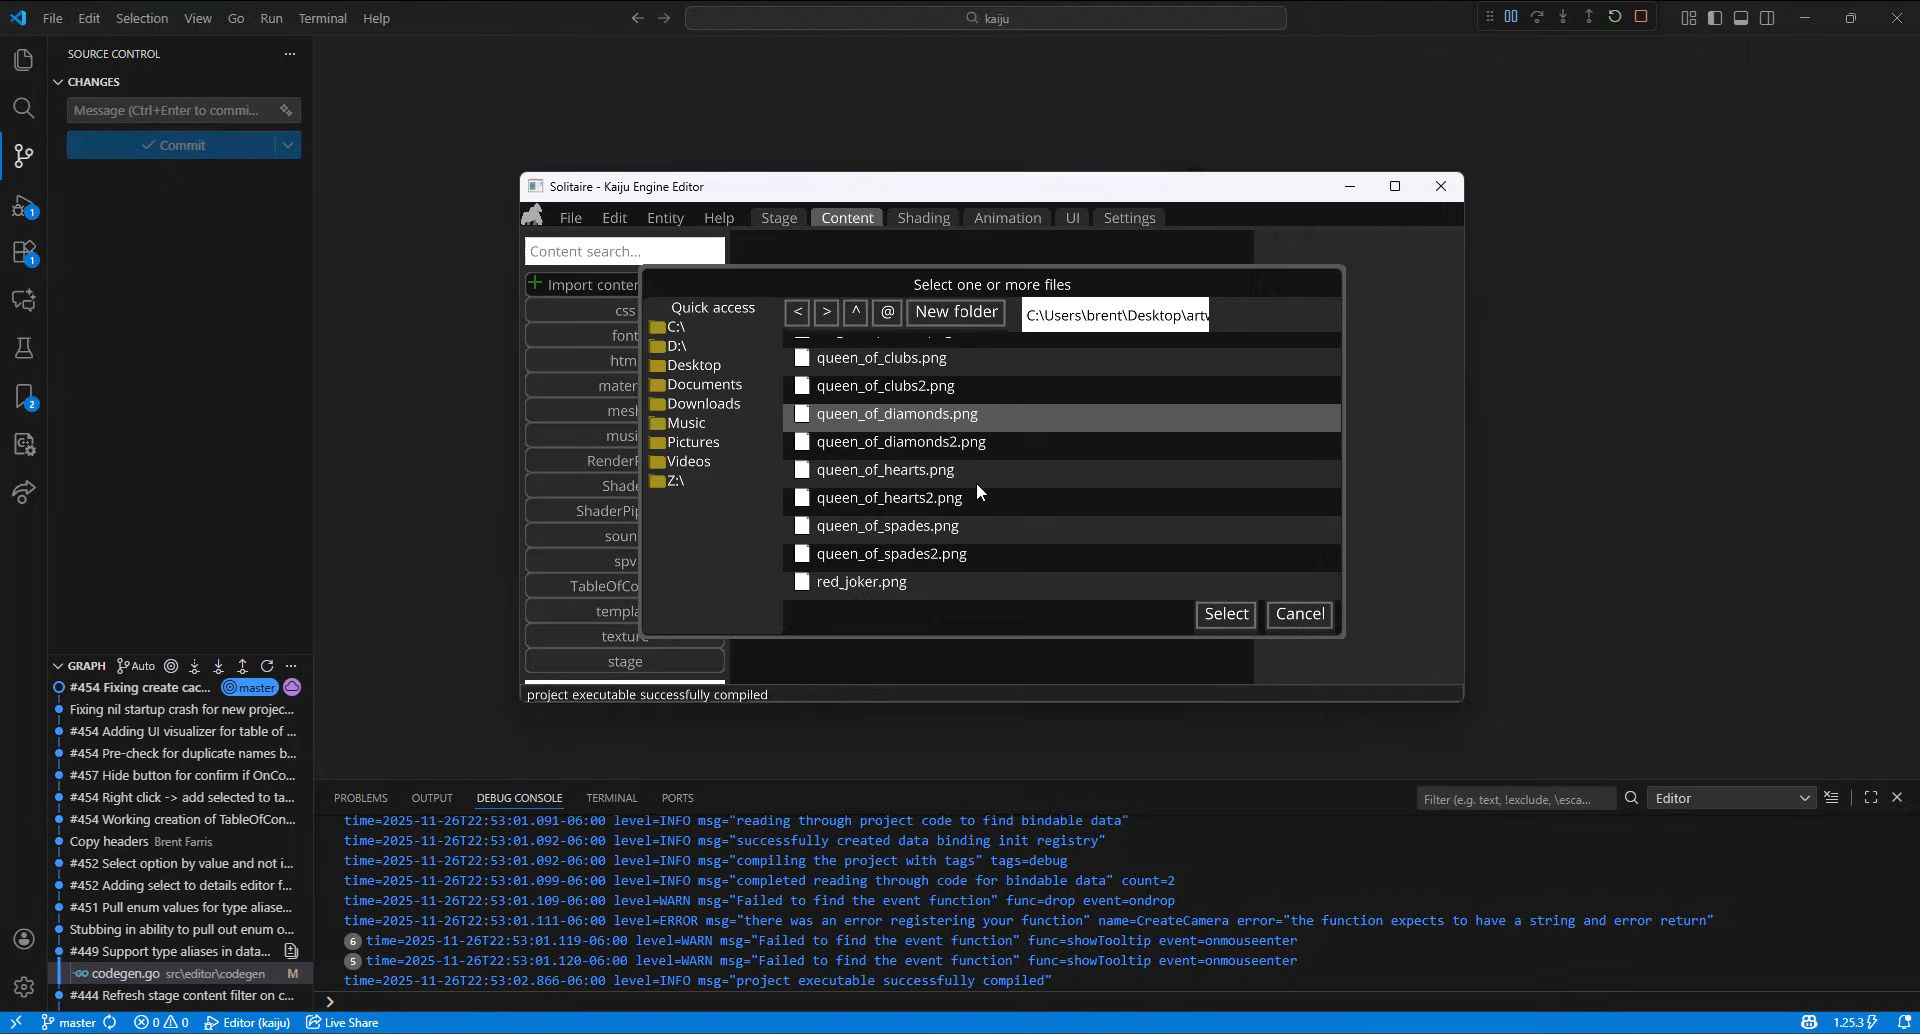 File Edit Selection View Go Run Terminal Help
kaiju
SOURCE CONTROL
CHANGES
Message (Ctrl+Enter to commi...
Commit
1
1
2
Solitaire - Kaiju Engine Editor
File Edit Entity Help Stage Content Shading Animation UI Settings
Content search...
Import conten
css
font
htm
mater
mesh
musi
RenderP
Shade
ShaderPip
soun
spv
TableOfCo
templa
texture
stage
project executable successfully compiled
Select one or more files
Quick access
C:\
D:\
Desktop
Documents
Downloads
Music
Pictures
Videos
Z:\
< > ^ @ New folder
C:\Users\brent\Desktop\artw
queen_of_clubs.png
queen_of_clubs2.png
queen_of_diamonds.png
queen_of_diamonds2.png
queen_of_hearts.png
queen_of_hearts2.png
queen_of_spades.png
queen_of_spades2.png
red_joker.png
Select Cancel
GRAPH Auto
#454 Fixing create cac... master
Fixing nil startup crash for new projec...
#454 Adding UI visualizer for table of ...
#454 Pre-check for duplicate names b...
#457 Hide button for confirm if OnCo...
#454 Right click -> add selected to ta...
#454 Working creation of TableOfCon...
Copy headers Brent Farris
#452 Select option by value and not i...
#452 Adding select to details editor f...
#451 Pull enum values for type aliase...
Stubbing in ability to pull out enum o...
#449 Support type aliases in data...
codegen.go src\editor\codegen M
#444 Refresh stage content filter on c...
PROBLEMS OUTPUT DEBUG CONSOLE TERMINAL PORTS
Filter (e.g. text, !exclude, \esca...
Editor
time=2025-11-26T22:53:01.091-06:00 level=INFO msg="reading through project code to find bindable data"
time=2025-11-26T22:53:01.092-06:00 level=INFO msg="successfully created data binding init registry"
time=2025-11-26T22:53:01.092-06:00 level=INFO msg="compiling the project with tags" tags=debug
time=2025-11-26T22:53:01.099-06:00 level=INFO msg="completed reading through code for bindable data" count=2
time=2025-11-26T22:53:01.109-06:00 level=WARN msg="Failed to find the event function" func=drop event=ondrop
time=2025-11-26T22:53:01.111-06:00 level=ERROR msg="there was an error registering your function" name=CreateCamera error="the function expects to have a string and error return"
6 time=2025-11-26T22:53:01.119-06:00 level=WARN msg="Failed to find the event function" func=showTooltip event=onmouseenter
5 time=2025-11-26T22:53:01.120-06:00 level=WARN msg="Failed to find the event function" func=showTooltip event=onmouseenter
time=2025-11-26T22:53:02.866-06:00 level=INFO msg="project executable successfully compiled"
master 0 0 Editor (kaiju) Live Share 1.25.3